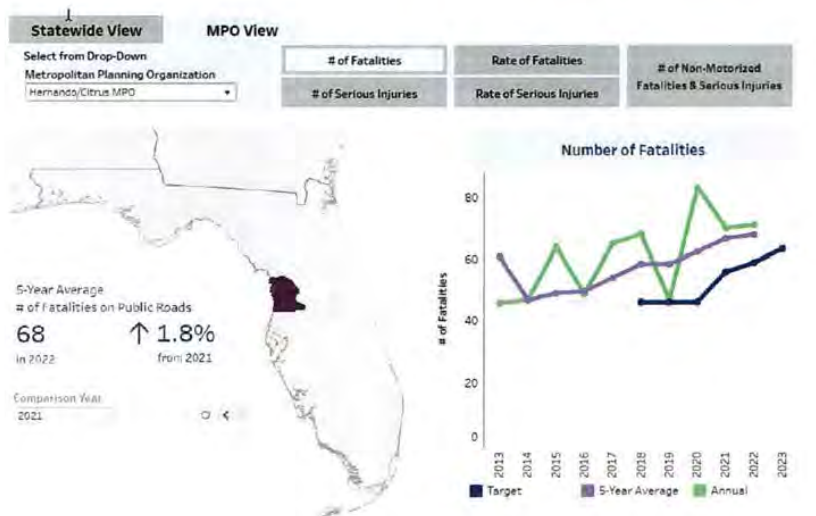 Statewide View
MPO View
Select from Drop-Down
Metropolitan Planning Organization
Hernando/Citrus MPO
# of Fatalities
Rate of Fatalities
# of Non-Motorized
Fatalities & Serious Injuries
# of Serious Injuries
Rate of Serious Injuries
5-Year Average
# of Fatalities on Public Roads
68
↑ 1.8%
in 2022
from 2021
Comparison Year
2021
Number of Fatalities
# of Fatalities
80
60
40
20
0
2013
2014
2015
2016
2017
2018
2019
2020
2021
2022
2023
Target
5-Year Average
Annual